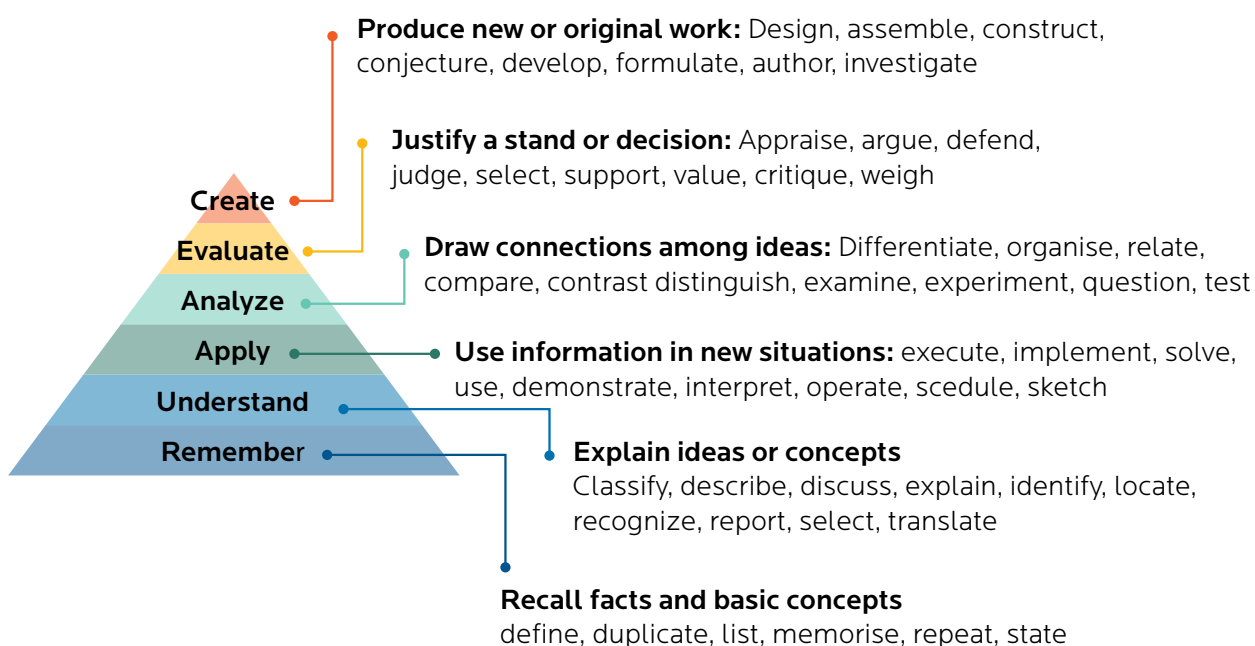 Produce new or original work: Design, assemble, construct,
conjecture, develop, formulate, author, investigate
Justify a stand or decision: Appraise, argue, defend,
judge, select, support, value, critique, weigh
Create
Evaluate
Draw connections among ideas: Differentiate, organise, relate,
compare, contrast distinguish, examine, experiment, question, test
Analyze
Apply
Use information in new situations: execute, implement, solve,
use, demonstrate, interpret, operate, scedule, sketch
Understand
Remember
Explain ideas or concepts
Classify, describe, discuss, explain, identify, locate,
recognize, report, select, translate
Recall facts and basic concepts
define, duplicate, list, memorise, repeat, state